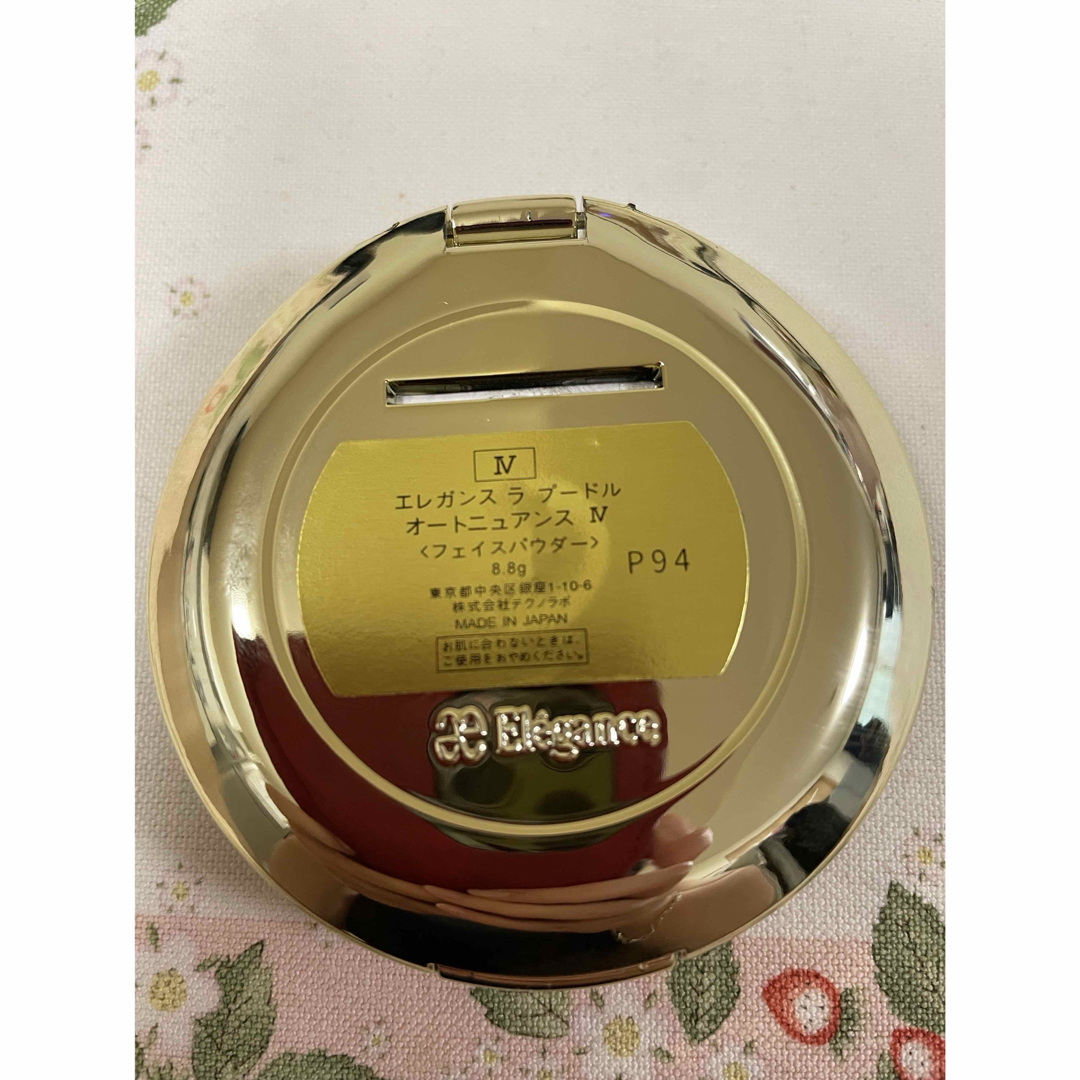 Ⅳ
エレガンス ラ プードル
オートニュアンス Ⅳ
<フェイスパウダー>
8.8g
P94
東京都中央区銀座1-10-6
株式会社テクノラボ
MADE IN JAPAN
お肌に合わないときは、
ご使用をおやめください。
Elégance